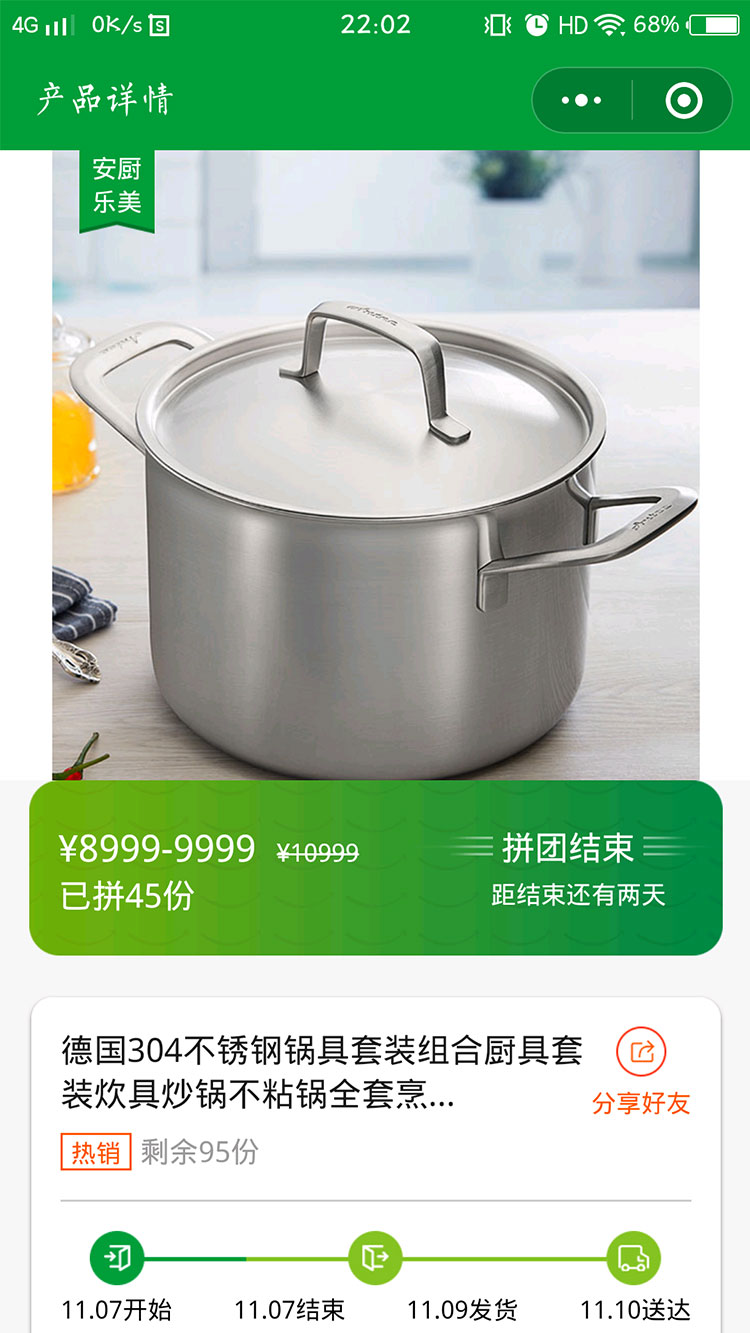 4G 0K/s 22:02 HD 68%
产品详情
安厨
乐美
¥8999-9999 ¥10999
拼团结束
已拼45份
距结束还有两天
德国304不锈钢锅具套装组合厨具套
装炊具炒锅不粘锅全套烹...
分享好友
热销 剩余95份
11.07开始 11.07结束 11.09发货 11.10送达